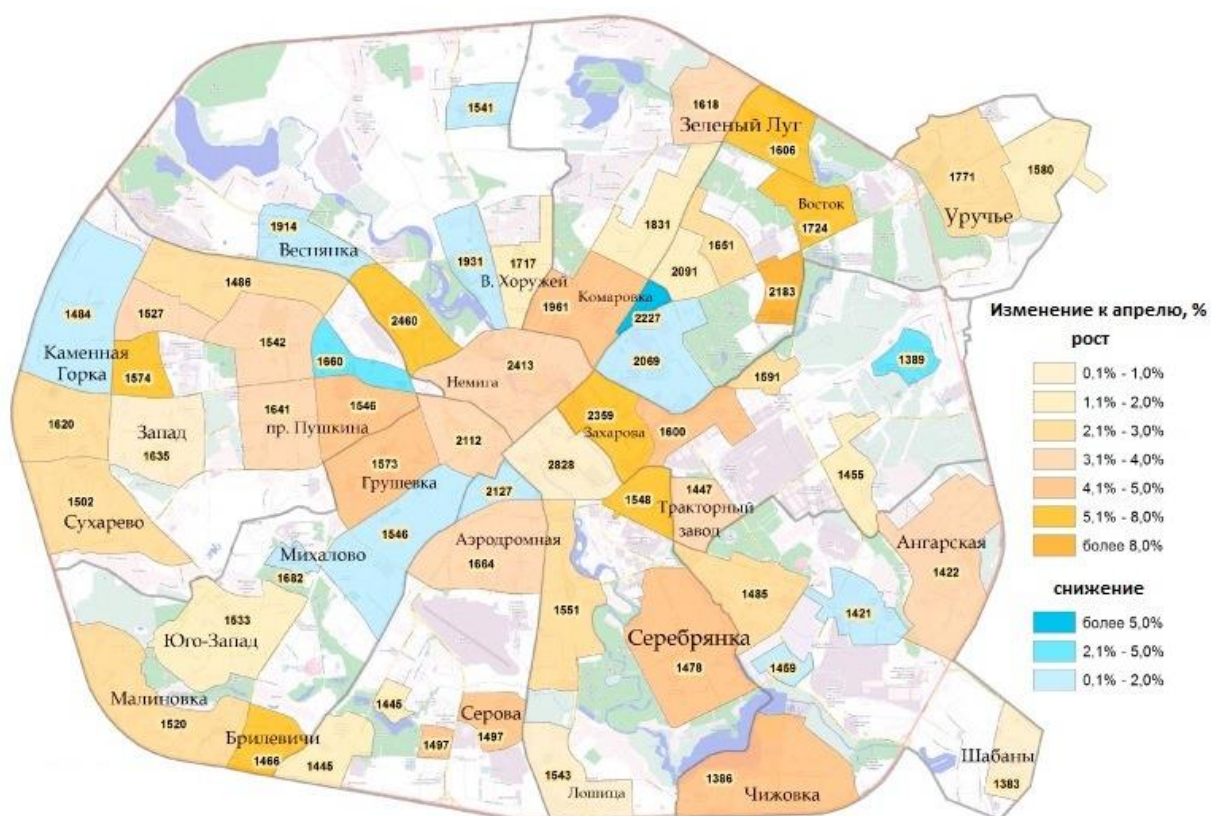 1541
1618
Зеленый Луг
1606
1771
1580
Уручье
Восток
1724
1914
Веспянка
1931
1717
В. Хоружей
1831
1651
2091
1961
Комаровка
2227
2183
2069
1486
1484
1527
2460
1542
1660
Каменная
Горка
1574
Немига
2413
1389
1591
1620
Запад
1635
1641
1546
пр. Пушкина
2112
2359
Захарова
1600
1573
Грушевка
2828
1455
1502
Сухарево
2127
1548
1447
Тракторный
завод
Михалово
1546
1682
Аэродромная
1664
Ангарская
1422
1533
Юго-Запад
1551
1485
1421
Серебрянка
1478
1469
Малиновка
1520
Брилевичи
1466
1445
1445
Серова
1497
1497
1543
Лошица
1386
Чижовка
Шабаны
1383
Изменение к апрелю, %
рост
0,1% - 1,0%
1,1% - 2,0%
2,1% - 3,0%
3,1% - 4,0%
4,1% - 5,0%
5,1% - 8,0%
более 8,0%
снижение
более 5,0%
2,1% - 5,0%
0,1% - 2,0%